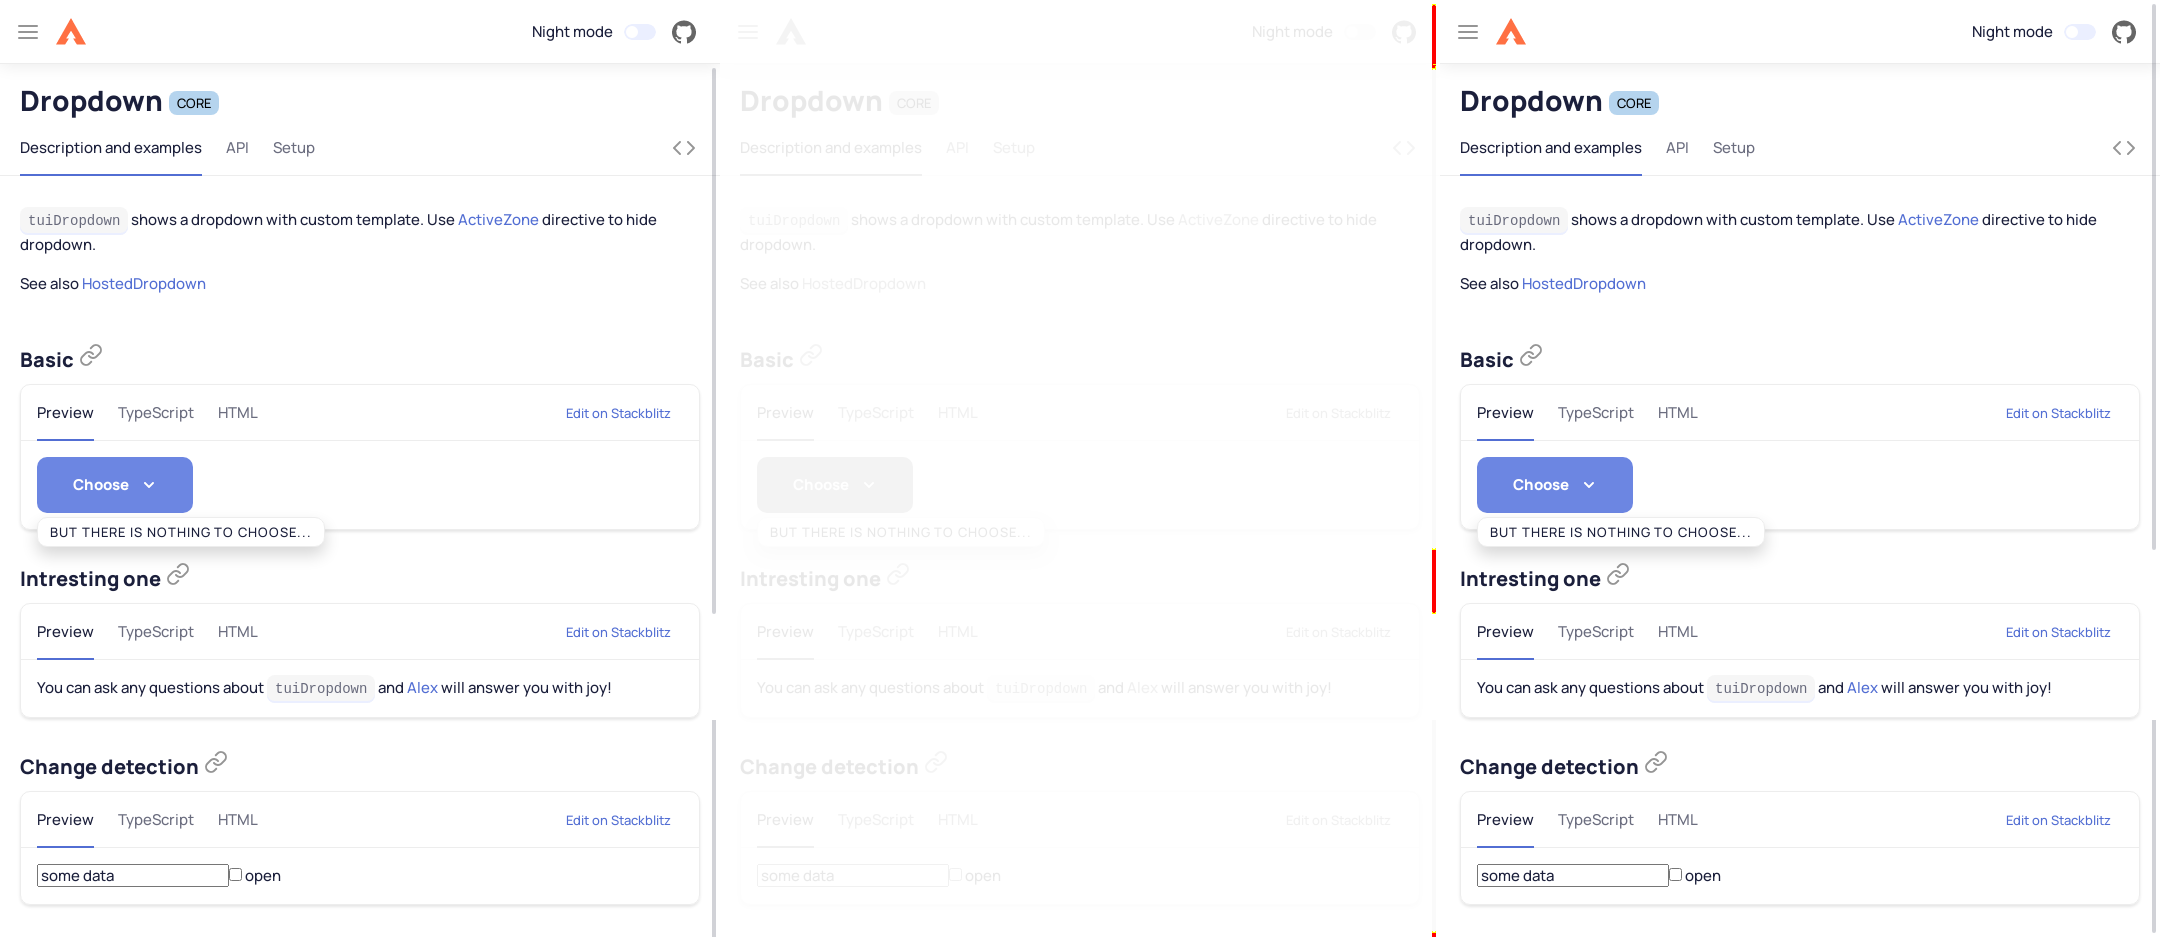 Night mode
Dropdown CORE
Description and examples API Setup
tuiDropdown shows a dropdown with custom template. Use ActiveZone directive to hide
dropdown.
See also HostedDropdown
Basic
Preview TypeScript HTML Edit on Stackblitz
Choose
BUT THERE IS NOTHING TO CHOOSE...
Intresting one
Preview TypeScript HTML Edit on Stackblitz
You can ask any questions about tuiDropdown and Alex will answer you with joy!
Change detection
Preview TypeScript HTML Edit on Stackblitz
some data open
Night mode
Dropdown CORE
Description and examples API Setup
tuiDropdown shows a dropdown with custom template. Use ActiveZone directive to hide
dropdown.
See also HostedDropdown
Basic
Preview TypeScript HTML Edit on Stackblitz
Choose
BUT THERE IS NOTHING TO CHOOSE...
Intresting one
Preview TypeScript HTML Edit on Stackblitz
You can ask any questions about tuiDropdown and Alex will answer you with joy!
Change detection
Preview TypeScript HTML Edit on Stackblitz
some data open
Night mode
Dropdown CORE
Description and examples API Setup
tuiDropdown shows a dropdown with custom template. Use ActiveZone directive to hide
dropdown.
See also HostedDropdown
Basic
Preview TypeScript HTML Edit on Stackblitz
Choose
BUT THERE IS NOTHING TO CHOOSE...
Intresting one
Preview TypeScript HTML Edit on Stackblitz
You can ask any questions about tuiDropdown and Alex will answer you with joy!
Change detection
Preview TypeScript HTML Edit on Stackblitz
some data open